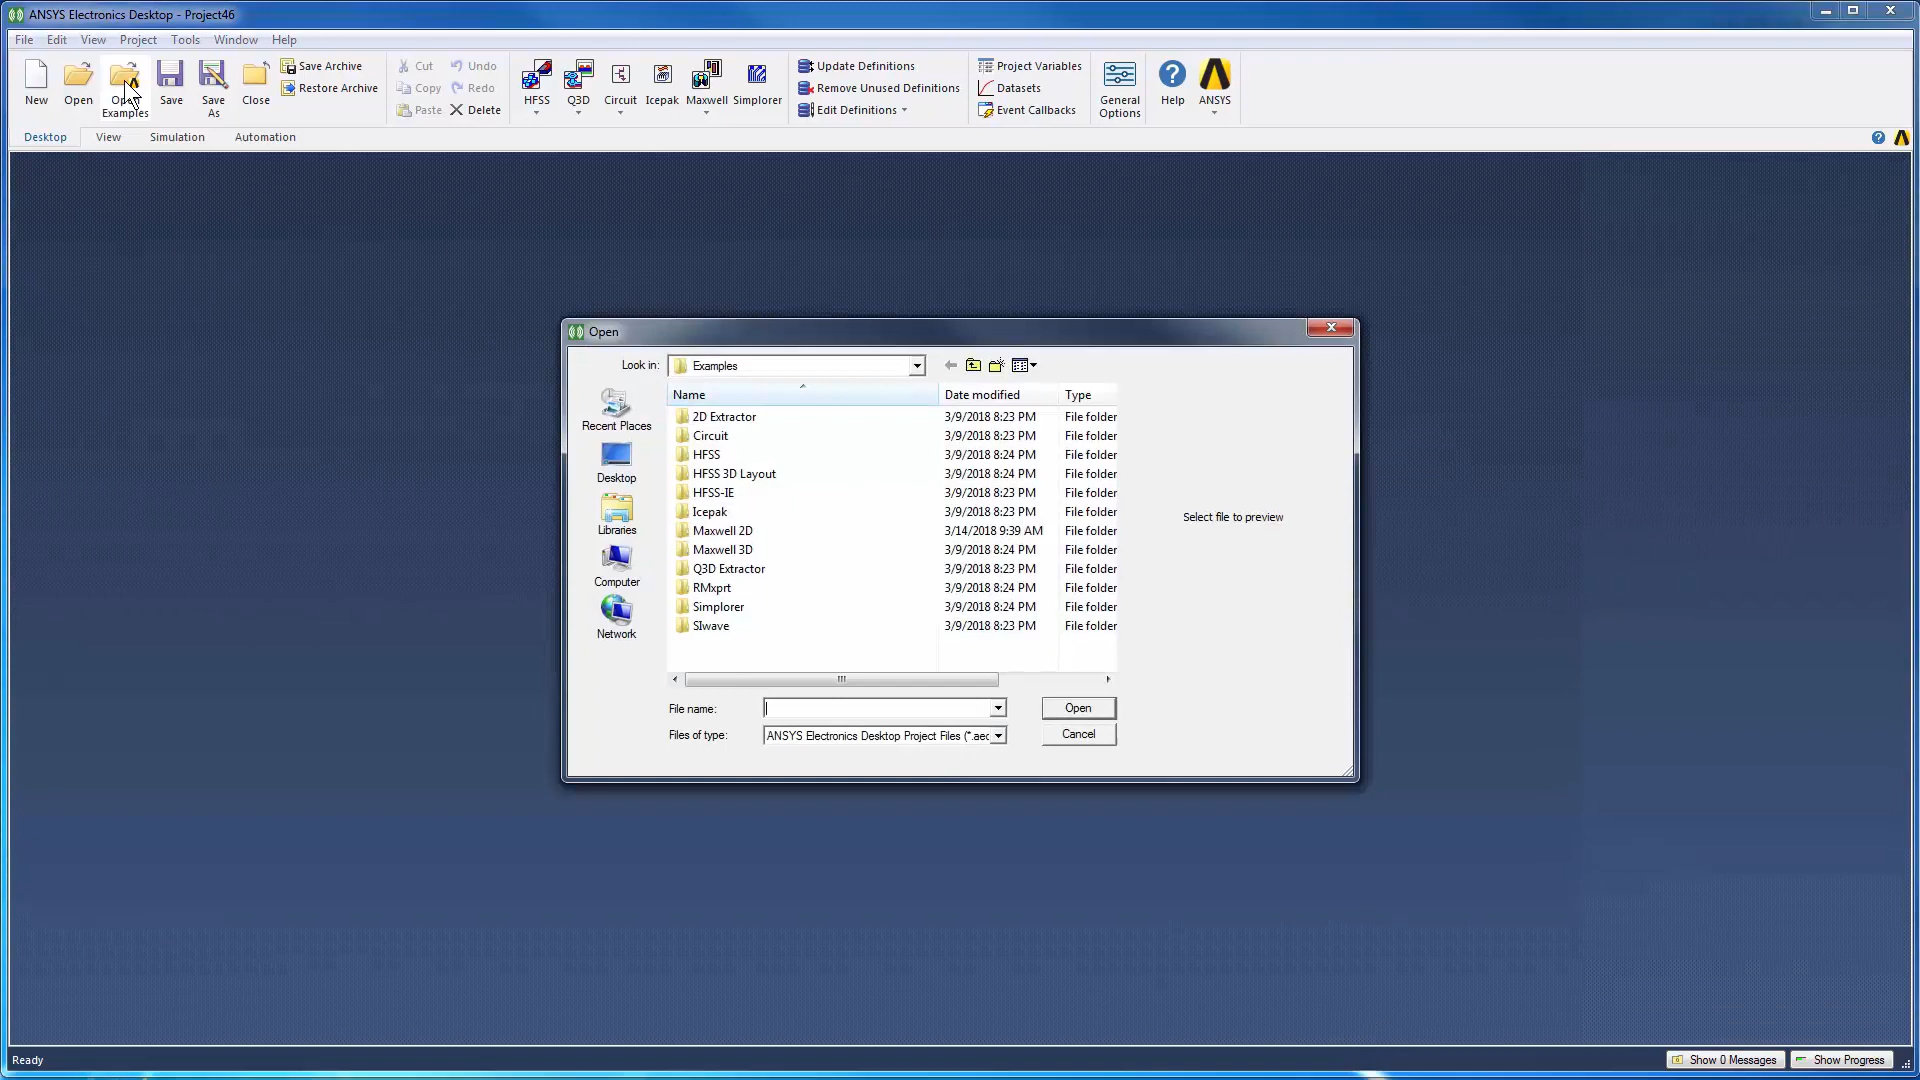 ANSYS Electronics Desktop - Project46
File Edit View Project Tools Window Help
New
Open
Open Examples
Save
Save As
Close
Save Archive
Restore Archive
Cut
Copy
Paste
Undo
Redo
Delete
HFSS
Q3D
Circuit
Icepak
Maxwell
Simplorer
Update Definitions
Remove Unused Definitions
Edit Definitions
Project Variables
Datasets
Event Callbacks
General Options
Help
ANSYS
Desktop View Simulation Automation
Open
Look in: Examples
Recent Places
Desktop
Libraries
Computer
Network
Name Date modified Type
2D Extractor 3/9/2018 8:23 PM File folder
Circuit 3/9/2018 8:23 PM File folder
HFSS 3/9/2018 8:24 PM File folder
HFSS 3D Layout 3/9/2018 8:24 PM File folder
HFSS-IE 3/9/2018 8:23 PM File folder
Icepak 3/9/2018 8:23 PM File folder
Maxwell 2D 3/14/2018 9:39 AM File folder
Maxwell 3D 3/9/2018 8:24 PM File folder
Q3D Extractor 3/9/2018 8:23 PM File folder
RMxprt 3/9/2018 8:24 PM File folder
Simplorer 3/9/2018 8:24 PM File folder
SIwave 3/9/2018 8:23 PM File folder
Select file to preview
File name: Open
Files of type: ANSYS Electronics Desktop Project Files (*.aec Cancel
Ready Show 0 Messages Show Progress